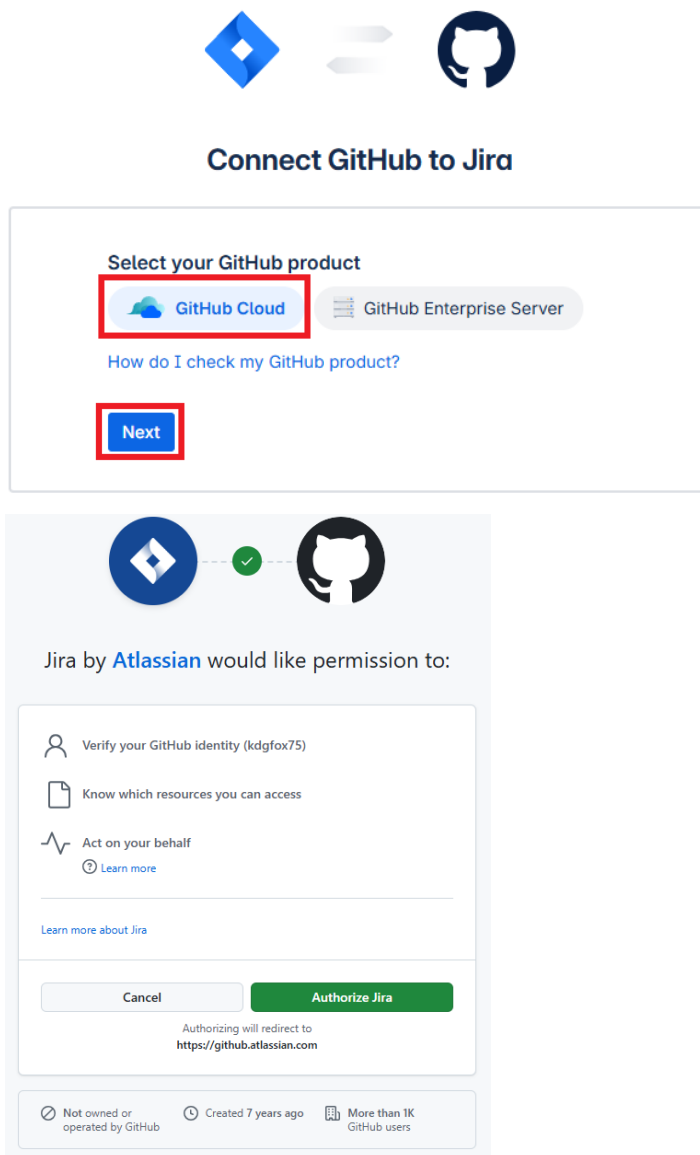 Connect GitHub to Jira
Select your GitHub product
GitHub Cloud
GitHub Enterprise Server
How do I check my GitHub product?
Next
Jira by Atlassian would like permission to:
Verify your GitHub identity (kdgfox75)
Know which resources you can access
Act on your behalf
Learn more
Learn more about Jira
Cancel
Authorize Jira
Authorizing will redirect to
https://github.atlassian.com
Not owned or
operated by GitHub
Created 7 years ago
More than 1K
GitHub users